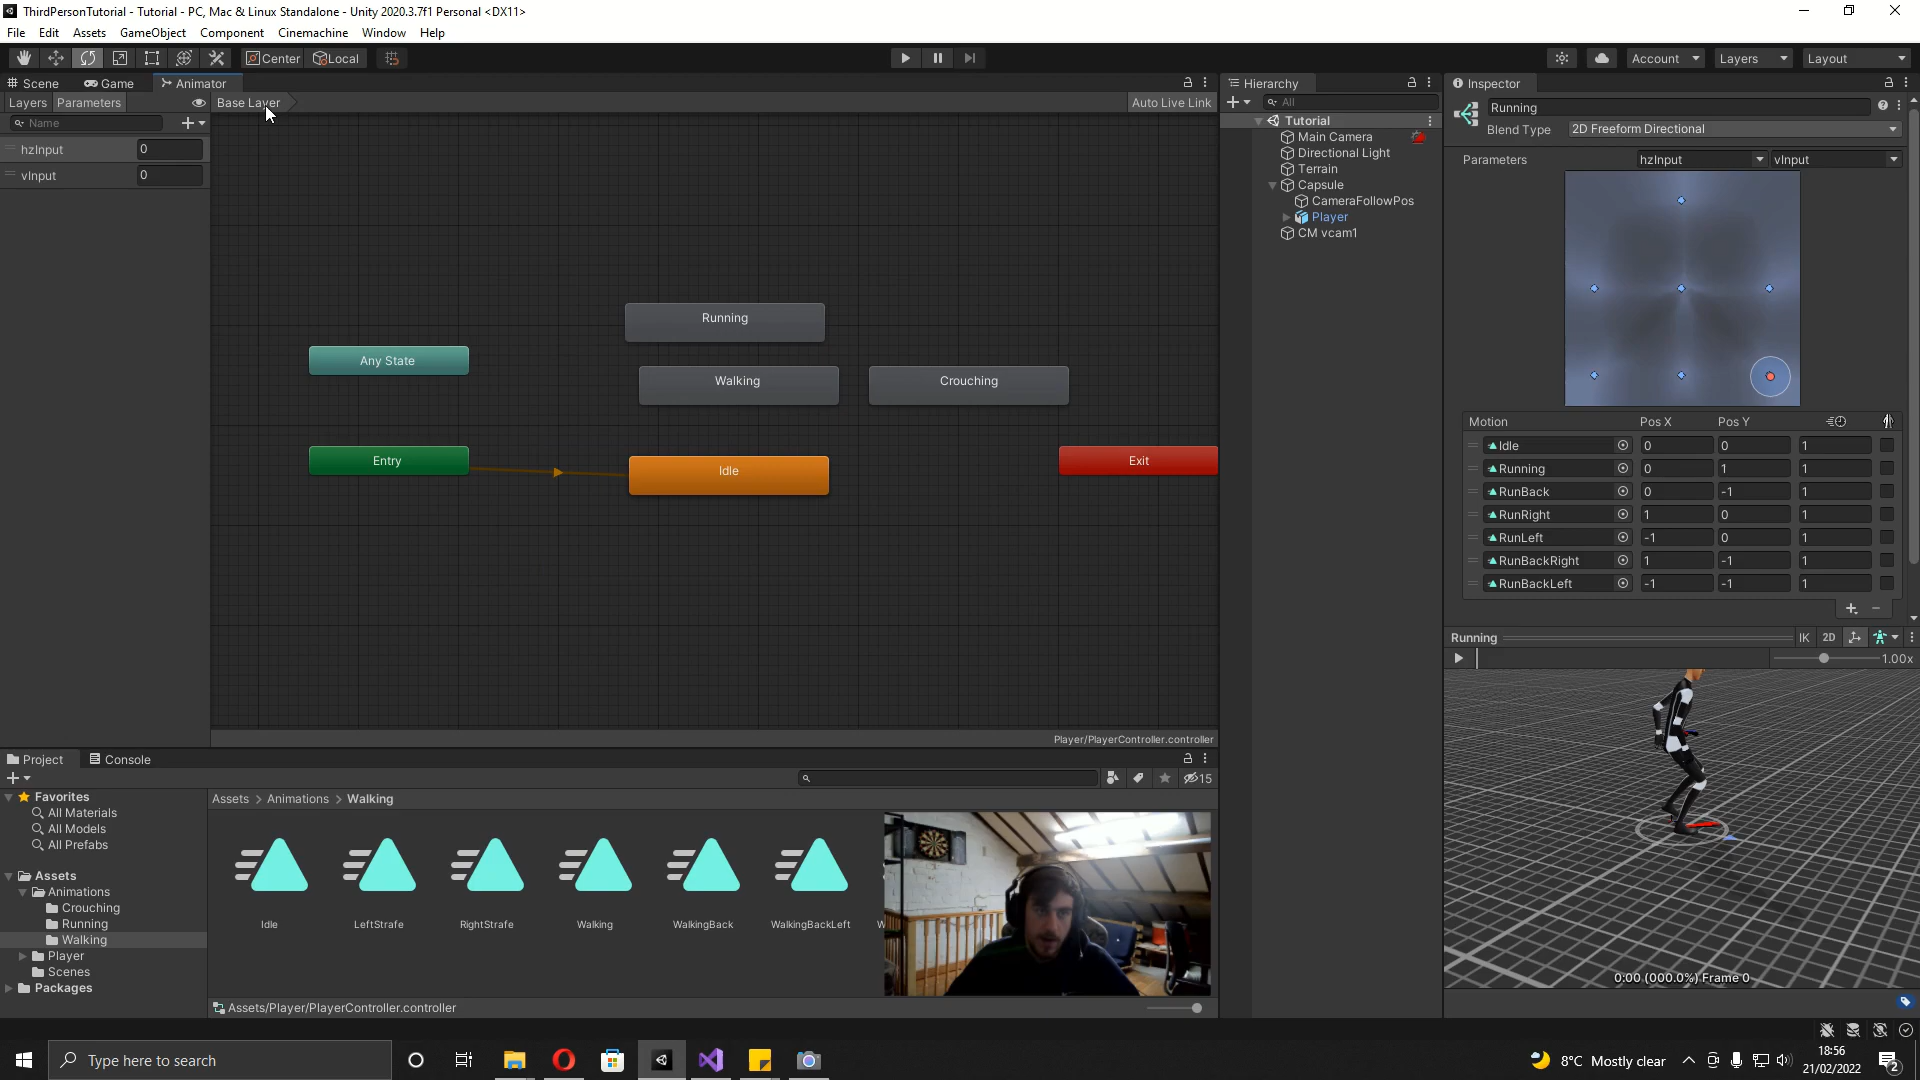 ThirdPersonTutorial - Tutorial - PC, Mac & Linux Standalone - Unity 2020.3.7f1 Personal <DX11>
File Edit Assets GameObject Component Cinemachine Window Help
Center Local Account Layers Layout
Scene Game Animator
Layers Parameters Base Layer Auto Live Link
Name
hzInput 0
vInput 0
Running
Any State
Walking
Crouching
Entry
Idle
Exit
Player/PlayerController.controller
Hierarchy
All
Tutorial
Main Camera
Directional Light
Terrain
Capsule
CameraFollowPos
Player
CM vcam1
Inspector
Running
Blend Type 2D Freeform Directional
Parameters hzInput vInput
Motion Pos X Pos Y
Idle 0 0 1
Running 0 1 1
RunBack 0 -1 1
RunRight 1 0 1
RunLeft -1 0 1
RunBackRight 1 -1 1
RunBackLeft -1 -1 1
Running IK 2D
1.00x
0:00 (000.0%) Frame 0
Project Console
15
Favorites
All Materials
All Models
All Prefabs
Assets
Animations
Crouching
Running
Walking
Player
Scenes
Packages
Assets > Animations > Walking
Idle LeftStrafe RightStrafe Walking WalkingBack WalkingBackLeft
Assets/Player/PlayerController.controller
Type here to search
8°C Mostly clear
18:56
21/02/2022
2